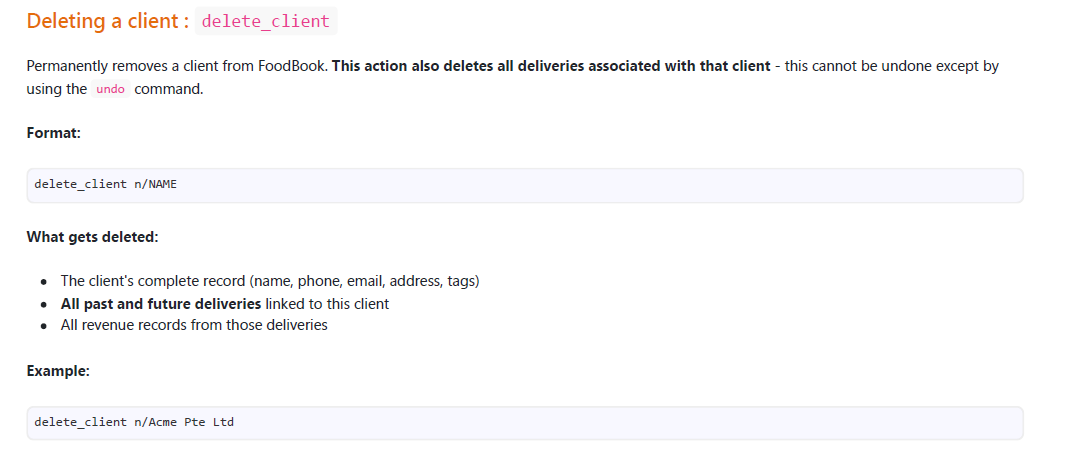 Deleting a client : delete_client
Permanently removes a client from FoodBook. This action also deletes all deliveries associated with that client - this cannot be undone except by
using the undo command.
Format:
delete_client n/NAME
What gets deleted:
• The client's complete record (name, phone, email, address, tags)
• All past and future deliveries linked to this client
• All revenue records from those deliveries
Example:
delete_client n/Acme Pte Ltd